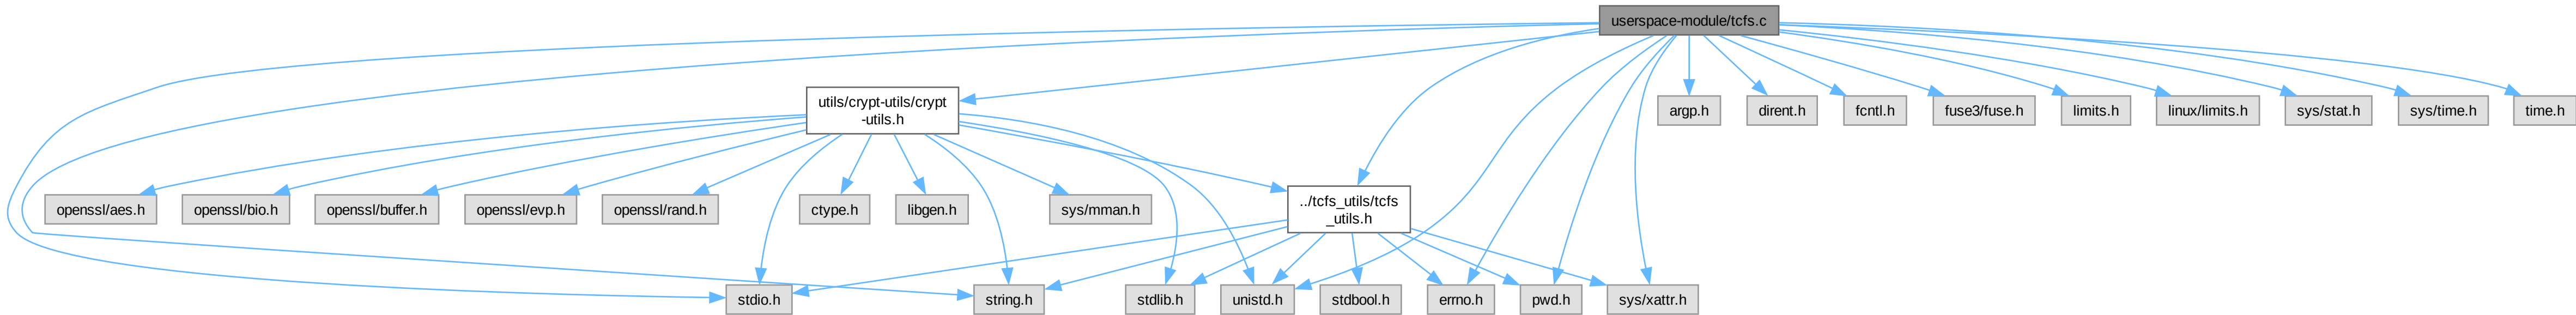 userspace-module/tcfs.c
utils/crypt-utils/crypt
-utils.h
argp.h
dirent.h
fcntl.h
fuse3/fuse.h
limits.h
linux/limits.h
sys/stat.h
sys/time.h
time.h
openssl/aes.h
openssl/bio.h
openssl/buffer.h
openssl/evp.h
openssl/rand.h
ctype.h
libgen.h
sys/mman.h
../tcfs_utils/tcfs
_utils.h
stdio.h
string.h
stdlib.h
unistd.h
stdbool.h
errno.h
pwd.h
sys/xattr.h